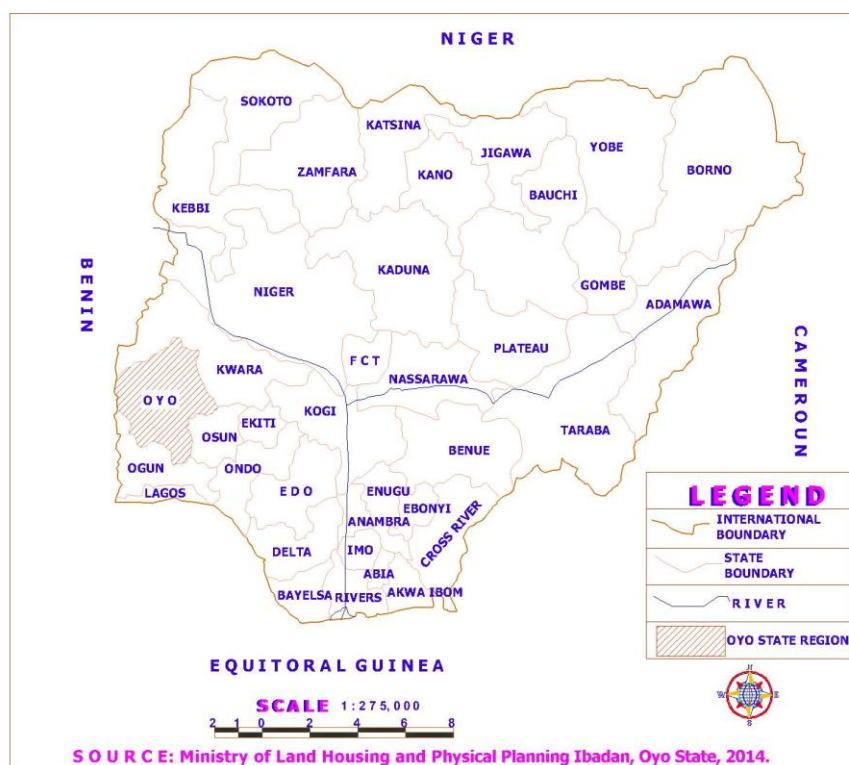 NIGER
SOKOTO
KATSINA
JIGAWA
YOBE
ZAMFARA
KANO
BORNO
BAUCHI
KEBBI
BENIN
KADUNA
NIGER
GOMBE
ADAMAWA
CAMEROUN
PLATEAU
FCT
KWARA
NASSARAWA
OYO
KOGI
EKITI
TARABA
OSUN
BENUE
OGUN
ONDO
LAGOS
EDO
ENUGU
EBONYI
ANAMBRA
CROSS RIVER
DELTA
IMO
ABIA
BAYELSA
RIVERS
AKWA IBOM
LEGEND
INTERNATIONAL
BOUNDARY
STATE
BOUNDARY
RIVER
OYO STATE REGION
EQUITORAL GUINEA
N
W
E
S
SCALE 1:275,000
2 1 0 2 4 6 8
SOURCE: Ministry of Land Housing and Physical Planning Ibadan, Oyo State, 2014.